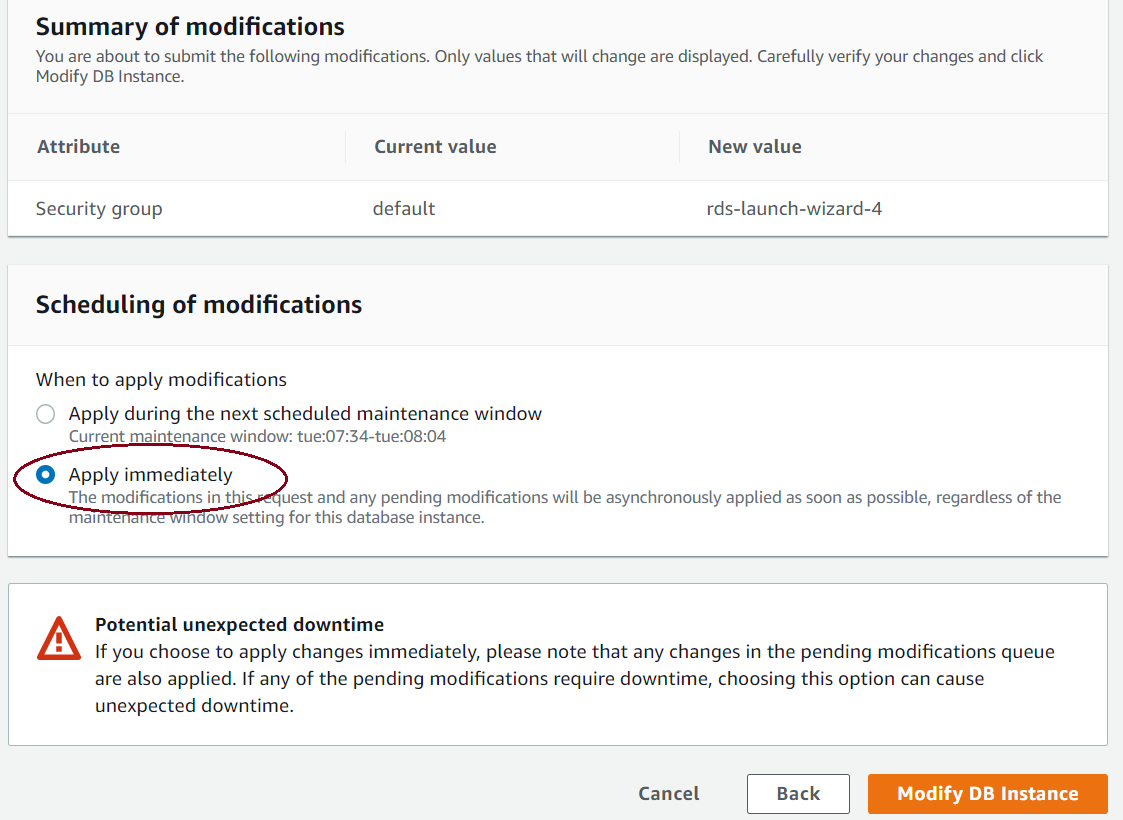 Summary of modifications
You are about to submit the following modifications. Only values that will change are displayed. Carefully verify your changes and click
Modify DB Instance.
Attribute Current value New value
Security group default rds-launch-wizard-4
Scheduling of modifications
When to apply modifications
Apply during the next scheduled maintenance window
Current maintenance window: tue:07:34-tue:08:04
Apply immediately
The modifications in this request and any pending modifications will be asynchronously applied as soon as possible, regardless of the
maintenance window setting for this database instance.
Potential unexpected downtime
If you choose to apply changes immediately, please note that any changes in the pending modifications queue
are also applied. If any of the pending modifications require downtime, choosing this option can cause
unexpected downtime.
Cancel Back Modify DB Instance